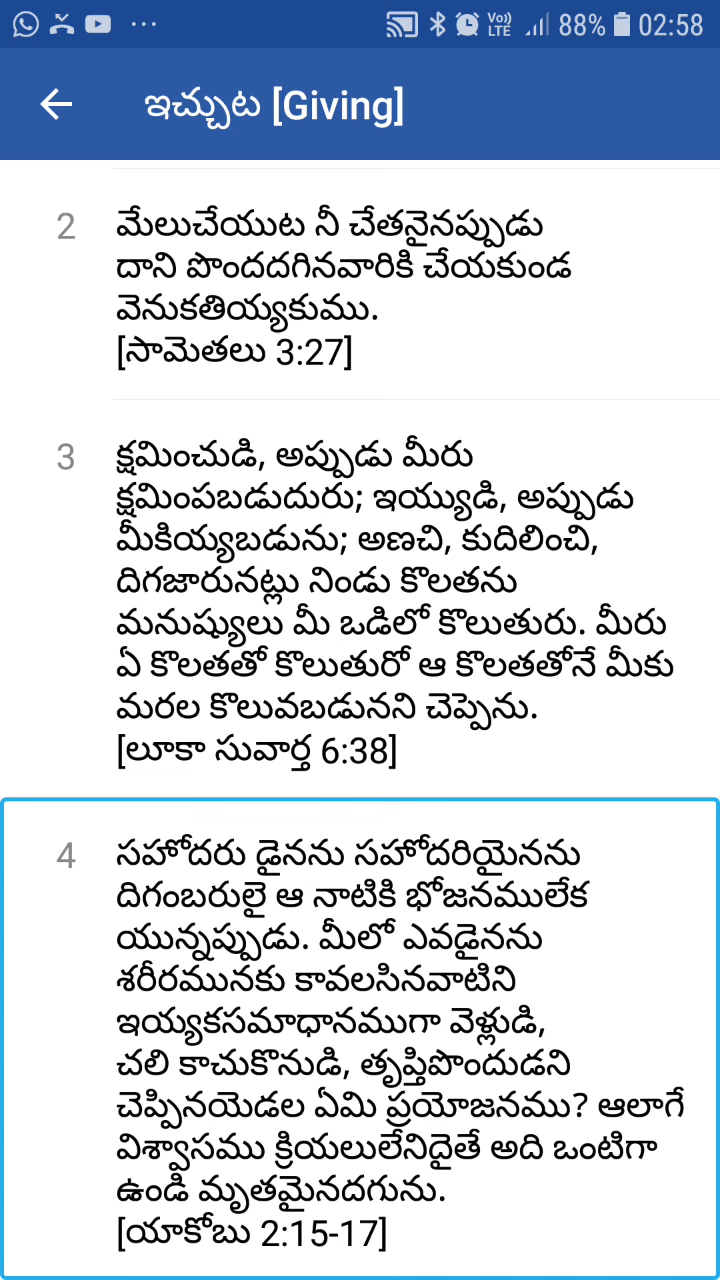 Vo))
LTE
88%
02:58
ఇచ్చుట [Giving]
2
మేలుచేయుట నీ చేతనైనప్పుడు
దాని పొందదగినవారికి చేయకుండ
వెనుకతియ్యకుము.
[సామెతలు 3:27]
3
క్షమించుడి, అప్పుడు మీరు
క్షమింపబడుదురు; ఇయ్యుడి, అప్పుడు
మీకియ్యబడును; అణచి, కుదిలించి,
దిగజారునట్లు నిండు కొలతను
మనుష్యులు మీ ఒడిలో కొలుతురు. మీరు
ఏ కొలతతో కొలుతురో ఆ కొలతతోనే మీకు
మరల కొలువబడునని చెప్పెను.
[లూకా సువార్త 6:38]
4
సహోదరు డైనను సహోదరియైనను
దిగంబరులై ఆ నాటికి భోజనములేక
యున్నప్పుడు. మీలో ఎవడైనను
శరీరమునకు కావలసినవాటిని
ఇయ్యకసమాధానముగా వెళ్లుడి,
చలి కాచుకొనుడి, తృప్తిపొందుడని
చెప్పినయెడల ఏమి ప్రయోజనము? ఆలాగే
విశ్వాసము క్రియలులేనిదైతే అది ఒంటిగా
ఉండి మృతమైనదగును.
[యాకోబు 2:15-17]